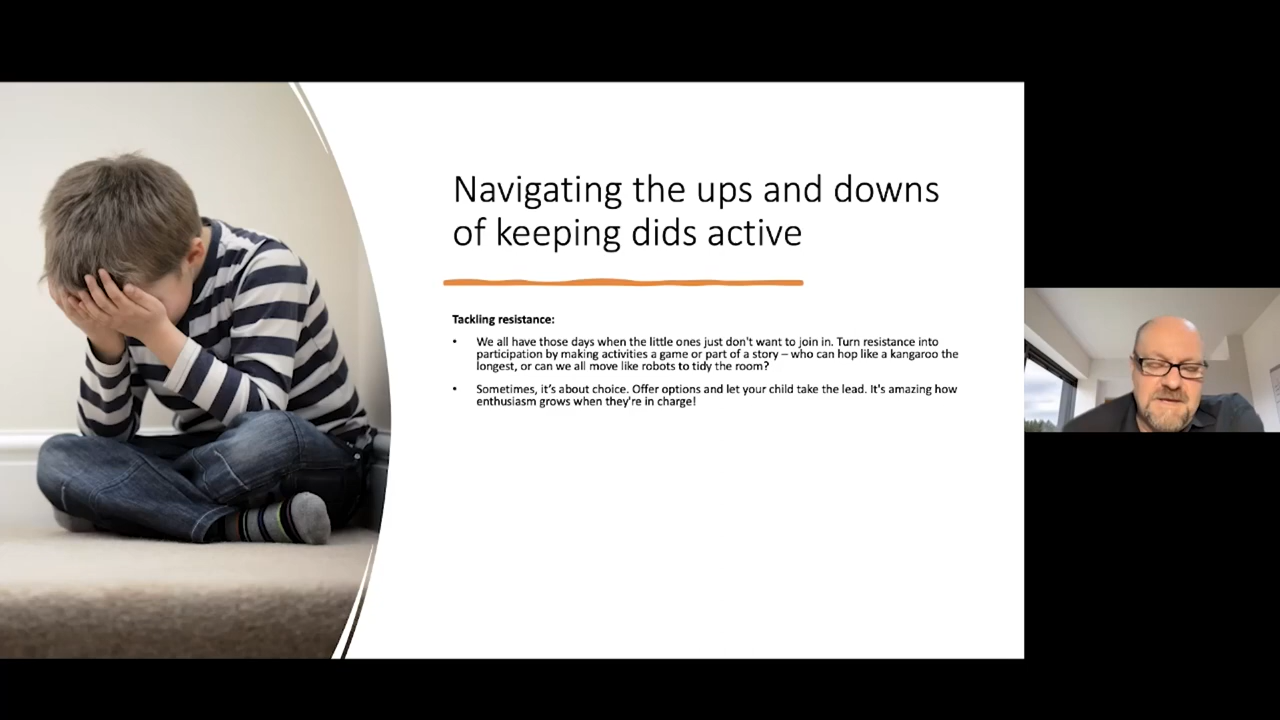 Navigating the ups and downs
of keeping dids active
Tackling resistance:
• We all have those days when the little ones just don't want to join in. Turn resistance into
participation by making activities a game or part of a story – who can hop like a kangaroo the
longest, or can we all move like robots to tidy the room?
• Sometimes, it's about choice. Offer options and let your child take the lead. It's amazing how
enthusiasm grows when they're in charge!